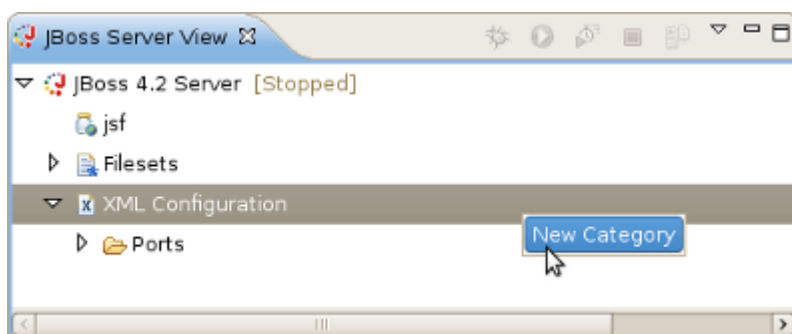 JBoss Server View
JBoss 4.2 Server [Stopped]
jsf
Filesets
XML Configuration
Ports
New Category